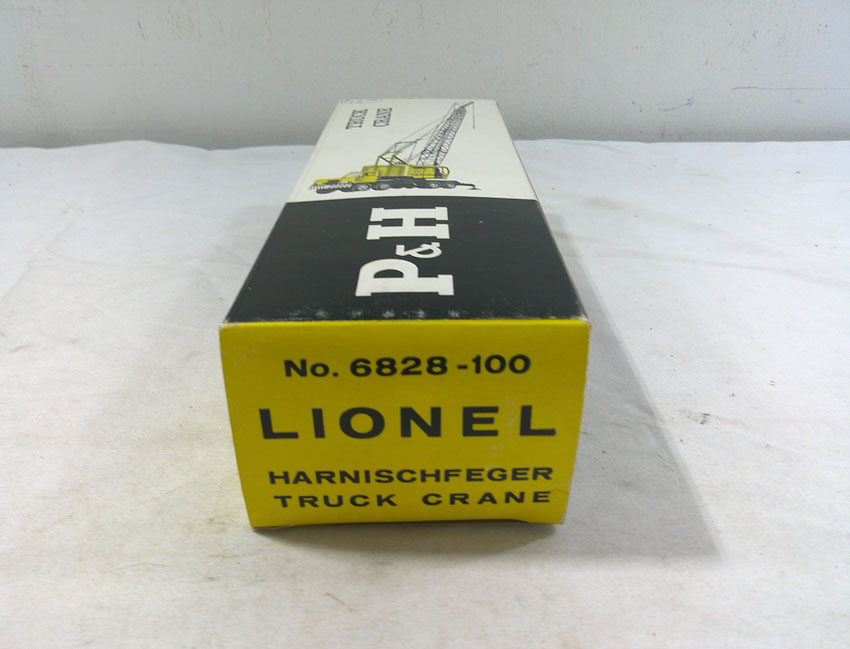 TRUCK
CRANE
P&H
No. 6828-100
LIONEL
HARNISCHFEGER
TRUCK CRANE